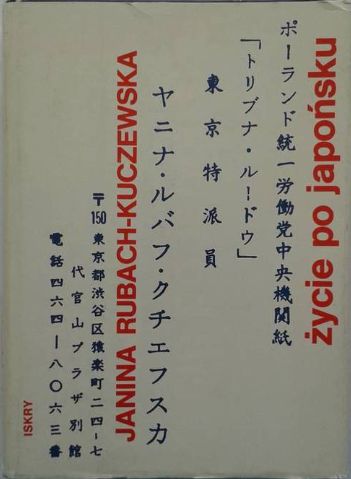 ポーランド統一労働党中央機関紙
「トリブナ・ルードウ」
東京特派員
ヤニナ・ルバフ・クチエフスカ
〒150 東京都渋谷区猿楽町二四-七
代官山プラザ別館
電話四六四-八〇六三番
życie po japońsku
JANINA RUBACH-KUCZEWSKA
ISKRY